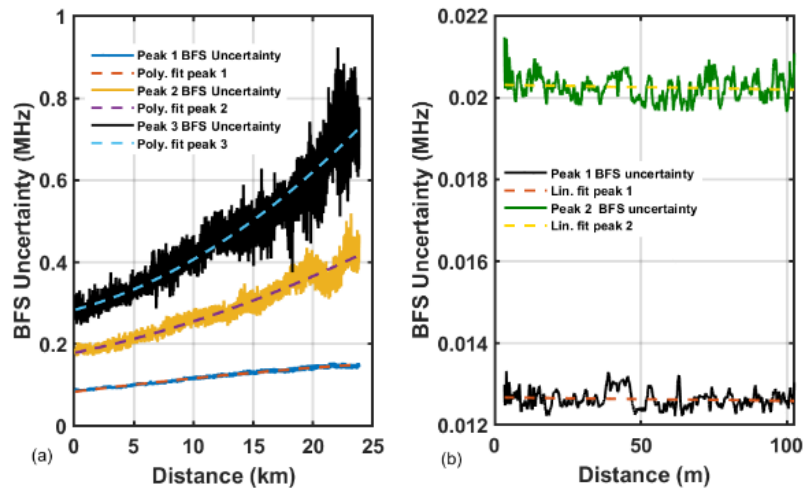 1
0.8
0.6
0.4
0.2
0
BFS Uncertainty (MHz)
Peak 1 BFS Uncertainty
Poly. fit peak 1
Peak 2 BFS Uncertainty
Poly. fit peak 2
Peak 3 BFS Uncertainty
Poly. fit peak 3
0 5 10 15 20 25
Distance (km)
(a)
0.022
0.02
0.018
0.016
0.014
0.012
BFS Uncertainty (MHz)
Peak 1 BFS uncertainty
Lin. fit peak 1
Peak 2 BFS uncertainty
Lin. fit peak 2
0 50 100
Distance (m)
(b)